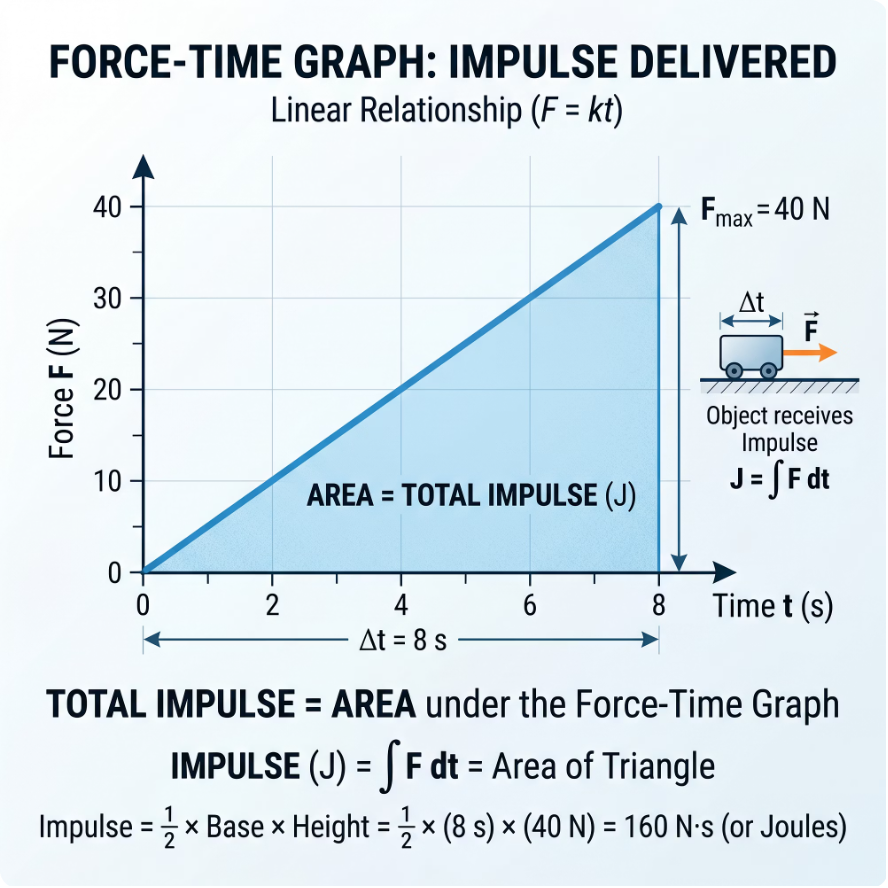 FORCE-TIME GRAPH: IMPULSE DELIVERED
Linear Relationship (F = kt)
Force F (N)
40
30
20
10
0
0 2 4 6 8
Time t (s)
Δt = 8 s
AREA = TOTAL IMPULSE (J)
F_max = 40 N
Δt
F⃗
Object receives
Impulse
J = ∫ F dt
TOTAL IMPULSE = AREA under the Force-Time Graph
IMPULSE (J) = ∫ F dt = Area of Triangle
Impulse = 1/2 × Base × Height = 1/2 × (8 s) × (40 N) = 160 N·s (or Joules)